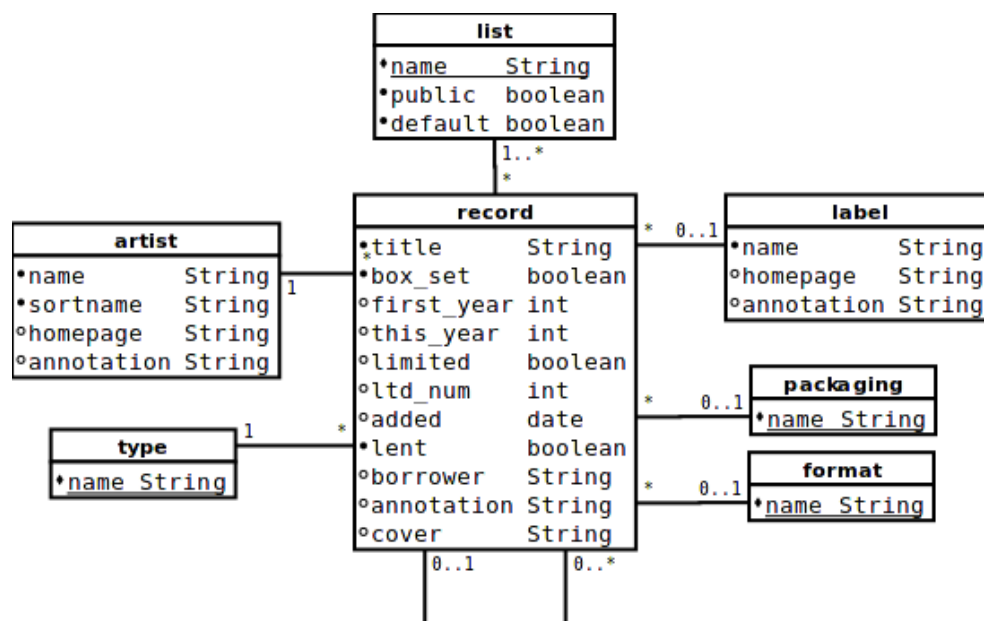 list
name String
public boolean
default boolean
1..*
*
record
title String
*
box_set boolean
first_year int
this_year int
limited boolean
ltd_num int
added date
lent boolean
borrower String
annotation String
cover String
0..1
0..*
artist
name String
sortname String
homepage String
annotation String
1
type
name String
1
*
label
name String
homepage String
annotation String
* 0..1
packaging
name String
* 0..1
format
name String
* 0..1